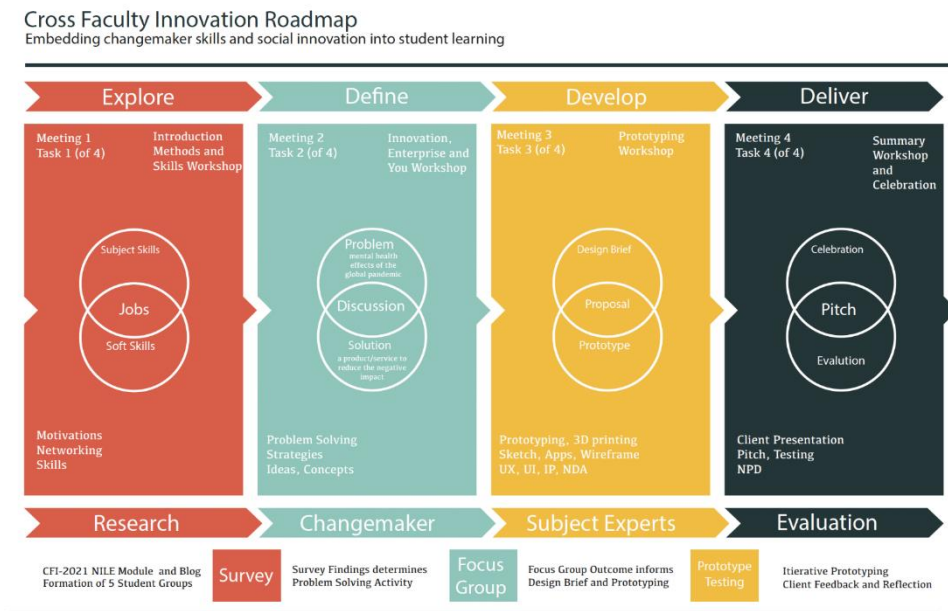 Cross Faculty Innovation Roadmap
Embedding changemaker skills and social innovation into student learning
Explore
Define
Develop
Deliver
Meeting 1
Task 1 (of 4)
Introduction
Methods and
Skills Workshop
Subject Skills
Jobs
Soft Skills
Motivations
Networking
Skills
Meeting 2
Task 2 (of 4)
Innovation,
Enterprise and
You Workshop
Problem
mental health
effects of the
global pandemic
Discussion
Solution
a product/service to
reduce the negative
impact
Problem Solving
Strategies
Ideas, Concepts
Meeting 3
Task 3 (of 4)
Prototyping
Workshop
Design Brief
Proposal
Prototype
Prototyping, 3D printing
Sketch, Apps, Wireframe
UX, UI, IP, NDA
Meeting 4
Task 4 (of 4)
Summary
Workshop
and
Celebration
Celebration
Pitch
Evalution
Client Presentation
Pitch, Testing
NPD
Research
Changemaker
Subject Experts
Evaluation
CFI-2021 NILE Module and Blog
Formation of 5 Student Groups
Survey
Survey Findings determines
Problem Solving Activity
Focus
Group
Focus Group Outcome informs
Design Brief and Prototyping
Prototype
Testing
Itierative Prototyping
Client Feedback and Reflection